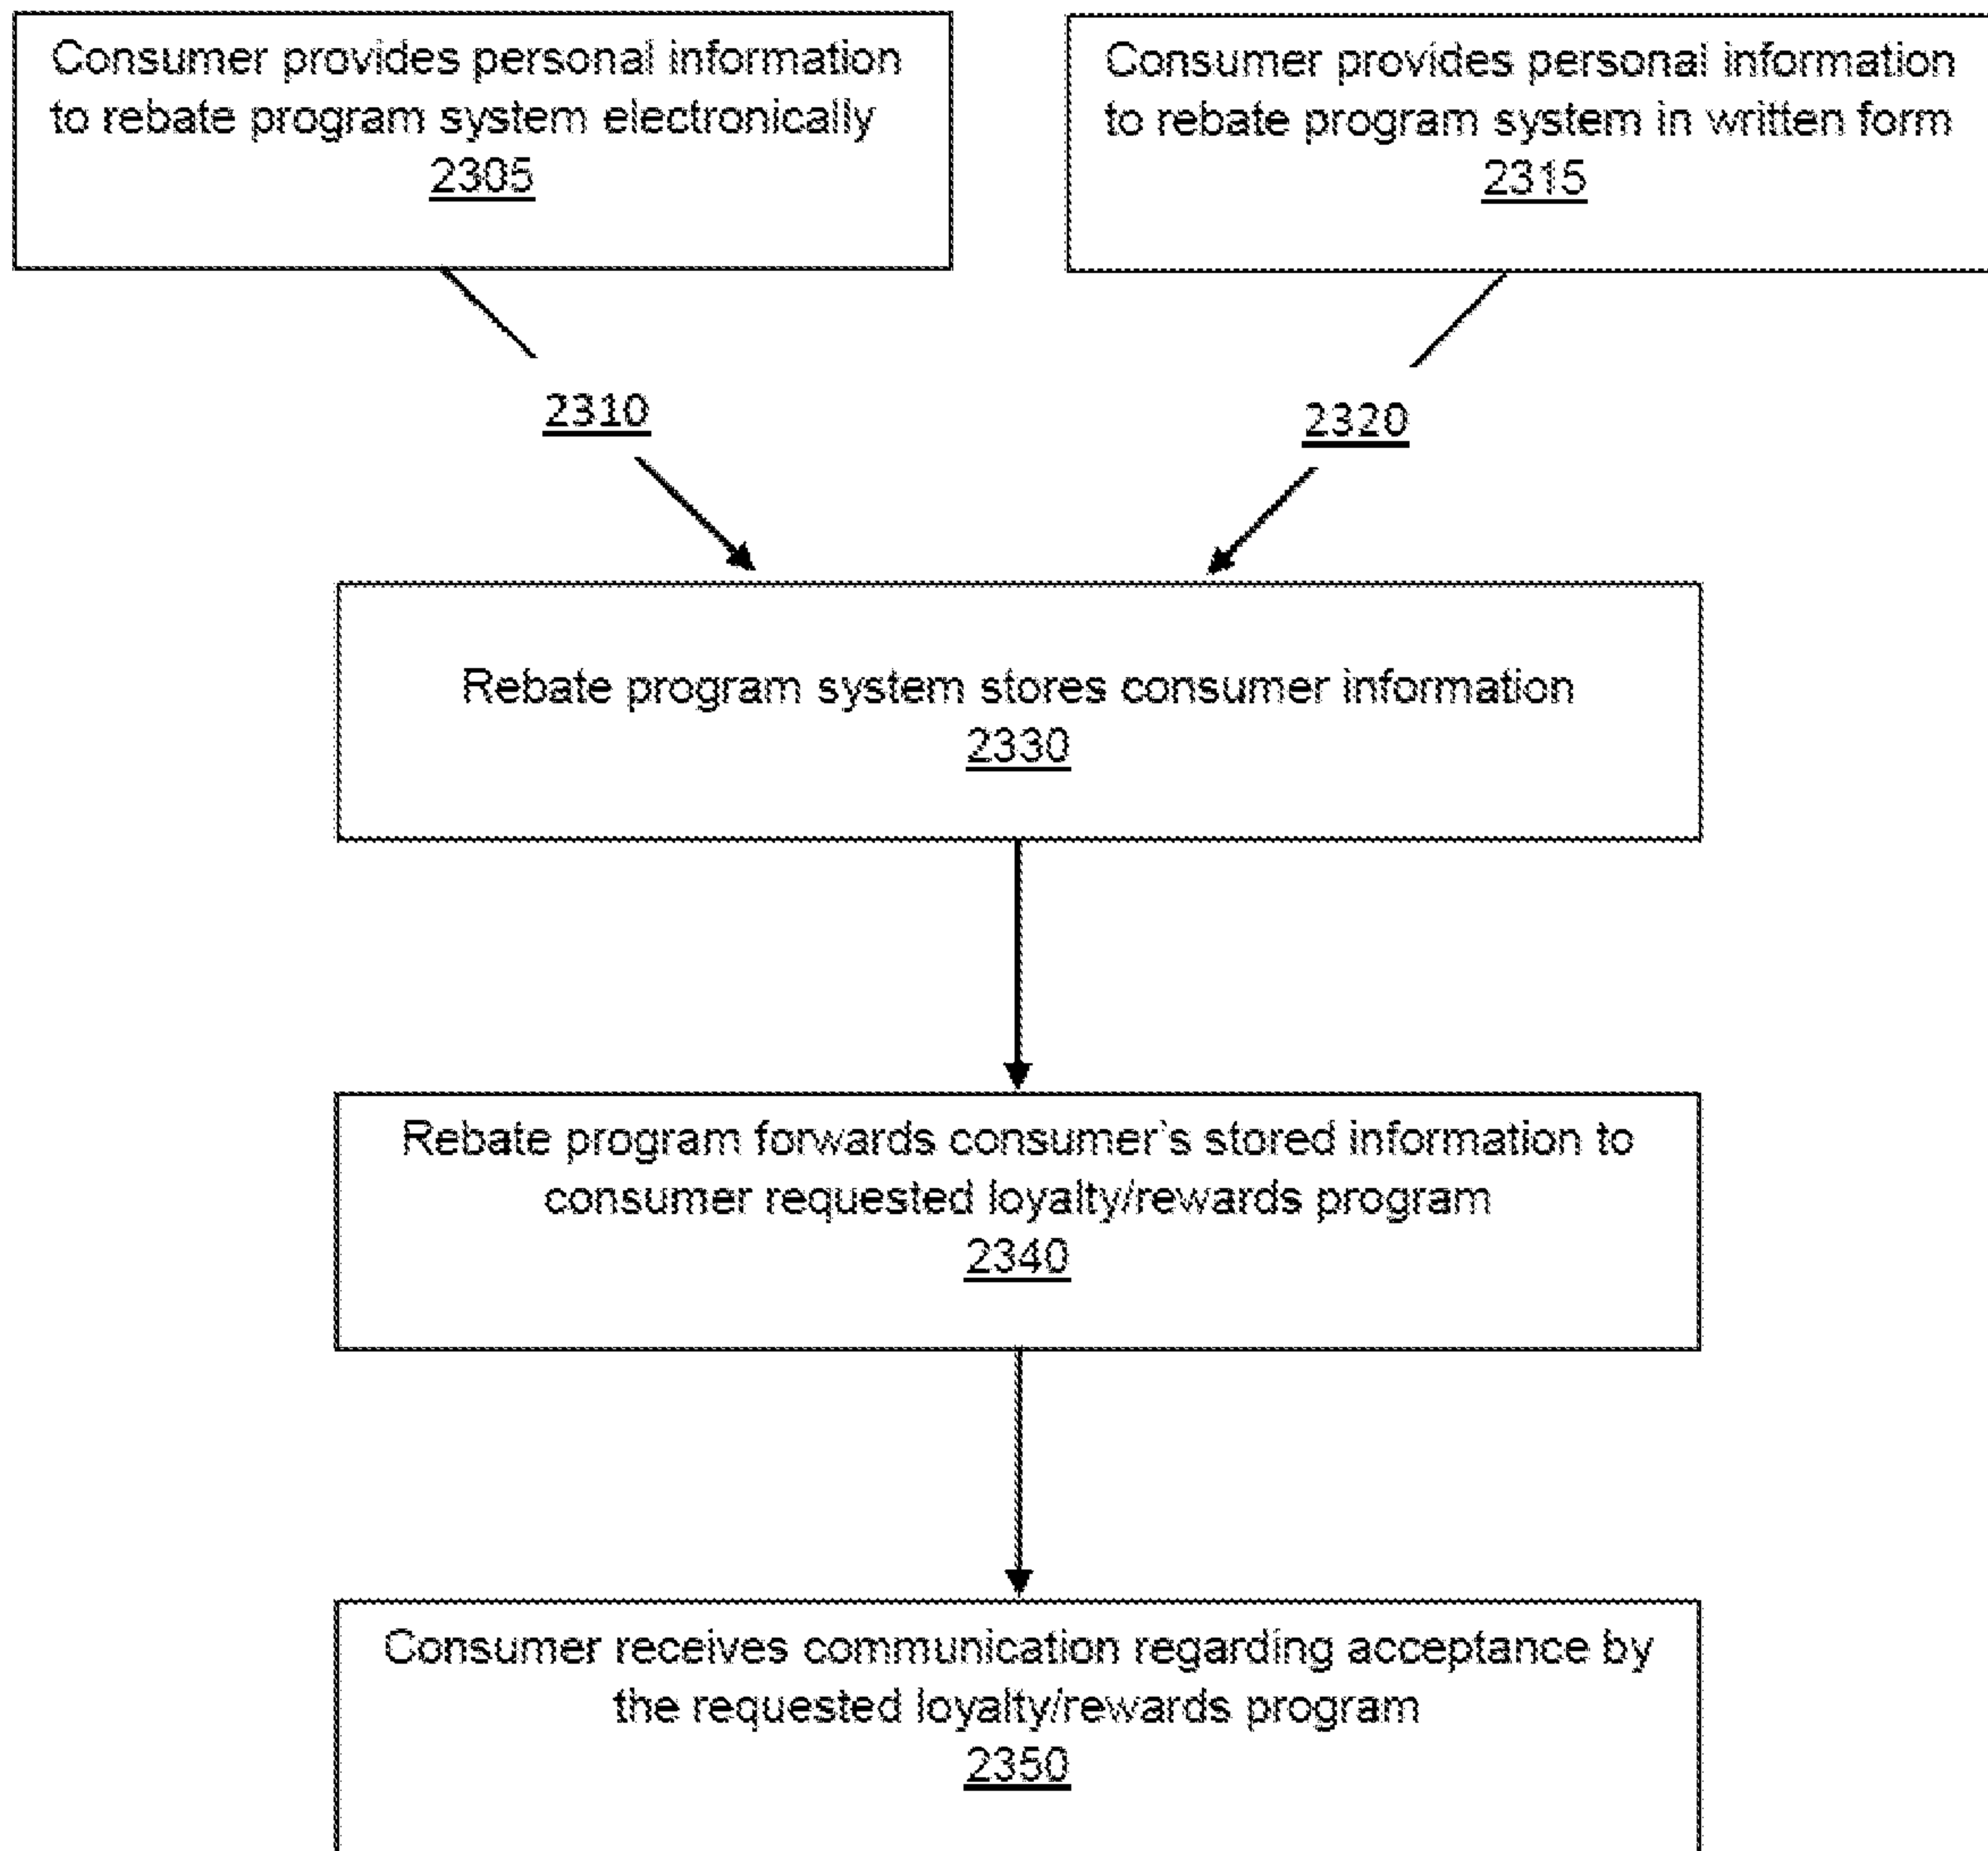 Consumer provides personal information
to rebate program system electronically
2305
Consumer provides personal information
to rebate program system in written form
2315
2310
2320
Rebate program system stores consumer information
2330
Rebate program forwards consumer's stored information to
consumer requested loyalty/rewards program
2340
Consumer receives communication regarding acceptance by
the requested loyalty/rewards program
2350